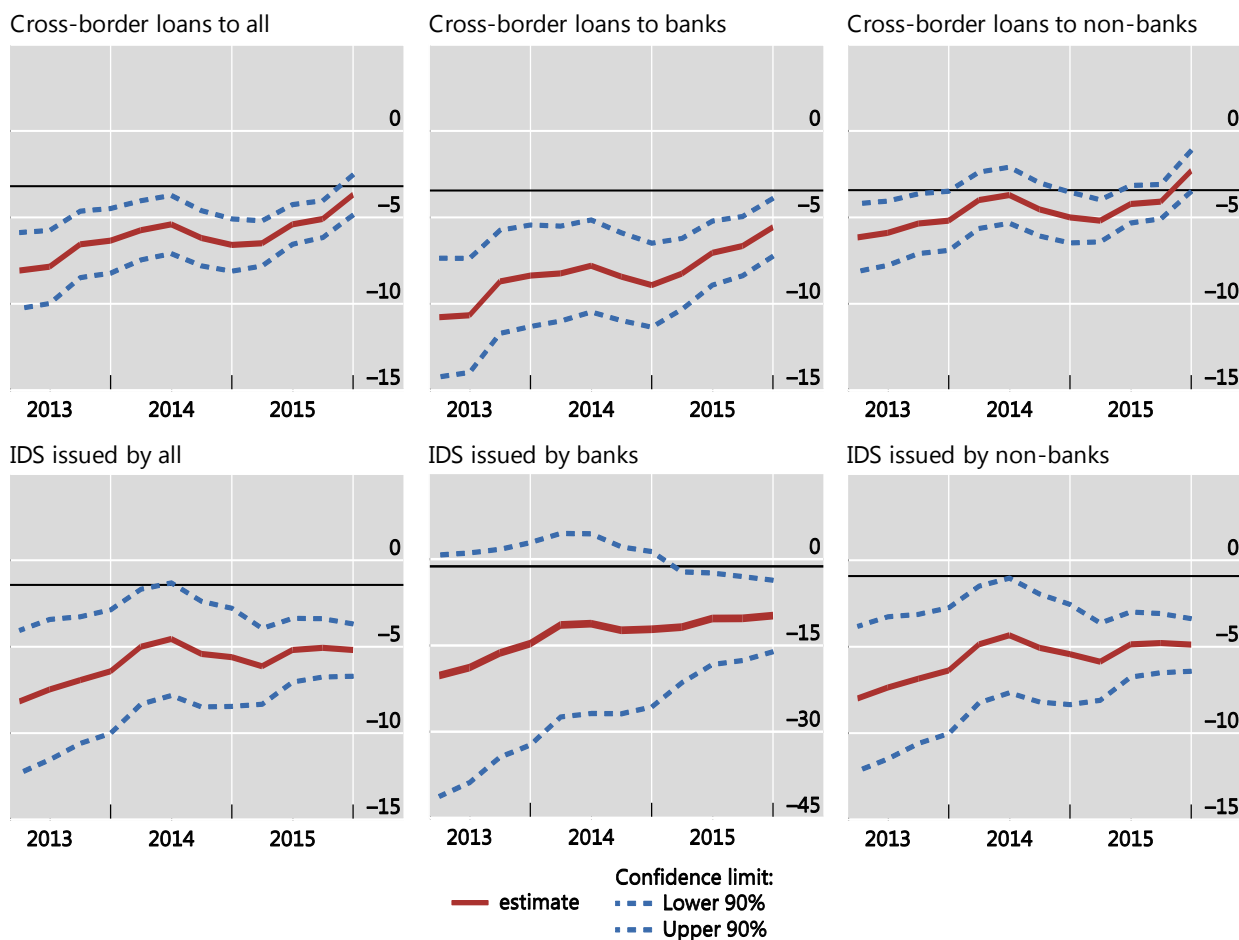 Cross-border loans to all
0
–5
–10
–15
2013 2014 2015
Cross-border loans to banks
0
–5
–10
–15
2013 2014 2015
Cross-border loans to non-banks
0
–5
–10
–15
2013 2014 2015
IDS issued by all
0
–5
–10
–15
2013 2014 2015
IDS issued by banks
0
–15
–30
–45
2013 2014 2015
IDS issued by non-banks
0
–5
–10
–15
2013 2014 2015
estimate
Confidence limit:
Lower 90%
Upper 90%